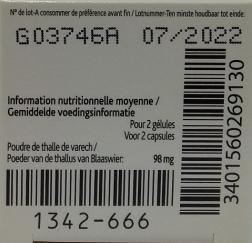 N° de lot-A consommer de préférence avant fin / Lotnummer-Ten minste houdbaar tot einde:
G03746A 07/2022
Information nutritionnelle moyenne /
Gemiddelde voedingsinformatie
Pour 2 gélules
Voor 2 capsules
Poudre de thalle de varech /
Poeder van de thallus van Blaaswier: 98 mg
3401560269130
1342-666